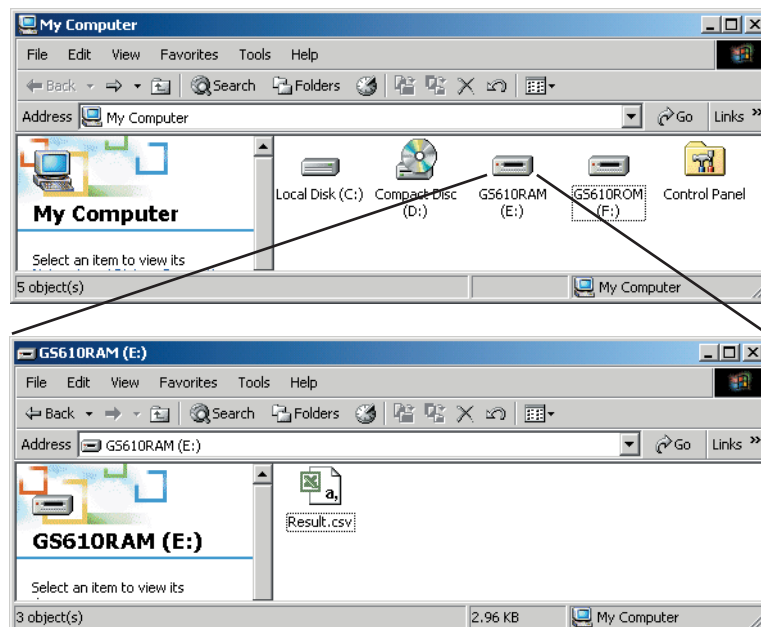 My Computer
File Edit View Favorites Tools Help
Back Search Folders
Address My Computer Go Links »
Local Disk (C:) Compact Disc (D:) GS610RAM (E:) GS610ROM (F:) Control Panel
My Computer
Select an item to view its
5 object(s) My Computer
GS610RAM (E:)
File Edit View Favorites Tools Help
Back Search Folders
Address GS610RAM (E:) Go Links »
a,
Result.csv
GS610RAM (E:)
Select an item to view its
3 object(s) 2.96 KB My Computer